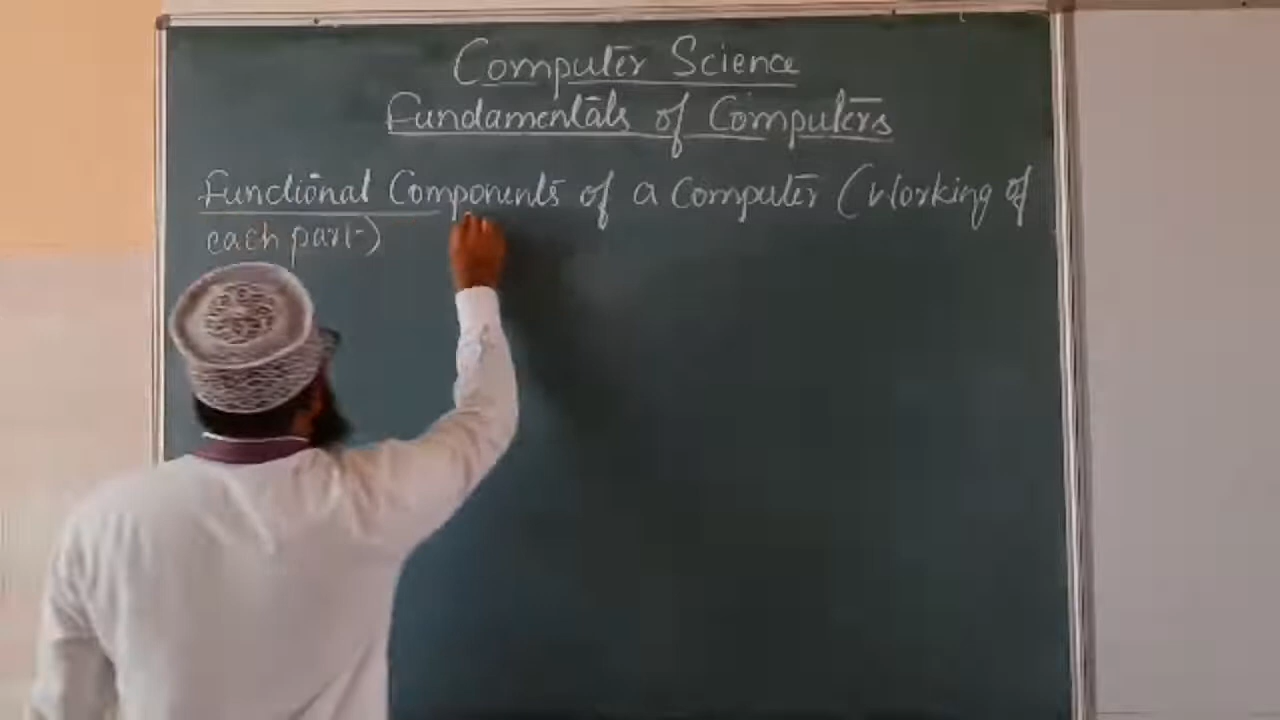 Computer Science
Fundamentals of Computers
Functional Components of a Computer (Working of
each part)